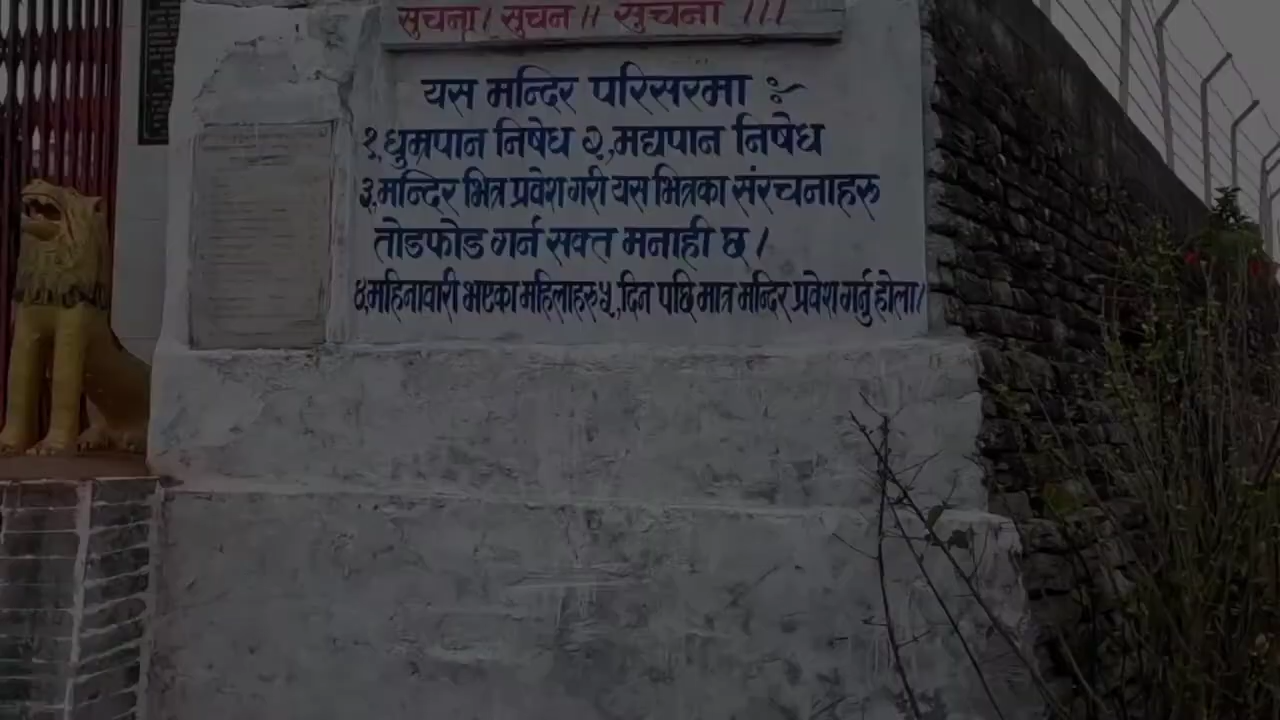 सुचना। सुचन।। सुचना ।।।
यस मन्दिर परिसरमा :-
१, धुम्रपान निषेध २, मद्यपान निषेध
३, मन्दिर भित्र प्रवेश गरी यस भित्रका संरचनाहरु
तोडफोड गर्न सक्त मनाही छ।
४, महिनावारी भएका महिलाहरु ५, दिन पछि मात्र मन्दिर प्रवेश गर्नु होला।